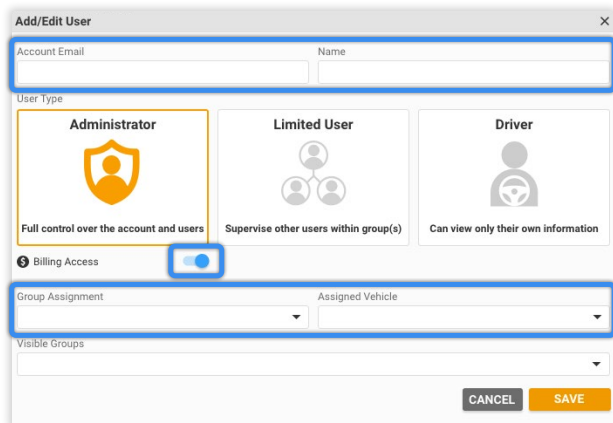 Add/Edit User
Account Email
Name
User Type
Administrator
Limited User
Driver
Full control over the account and users
Supervise other users within group(s)
Can view only their own information
$ Billing Access
Group Assignment
Assigned Vehicle
Visible Groups
CANCEL
SAVE